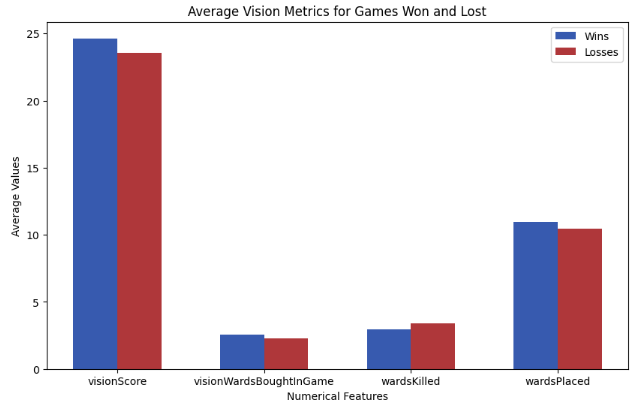 Average Vision Metrics for Games Won and Lost
Wins
Losses
Average Values
25
20
15
10
5
0
visionScore
visionWardsBoughtInGame
wardsKilled
wardsPlaced
Numerical Features